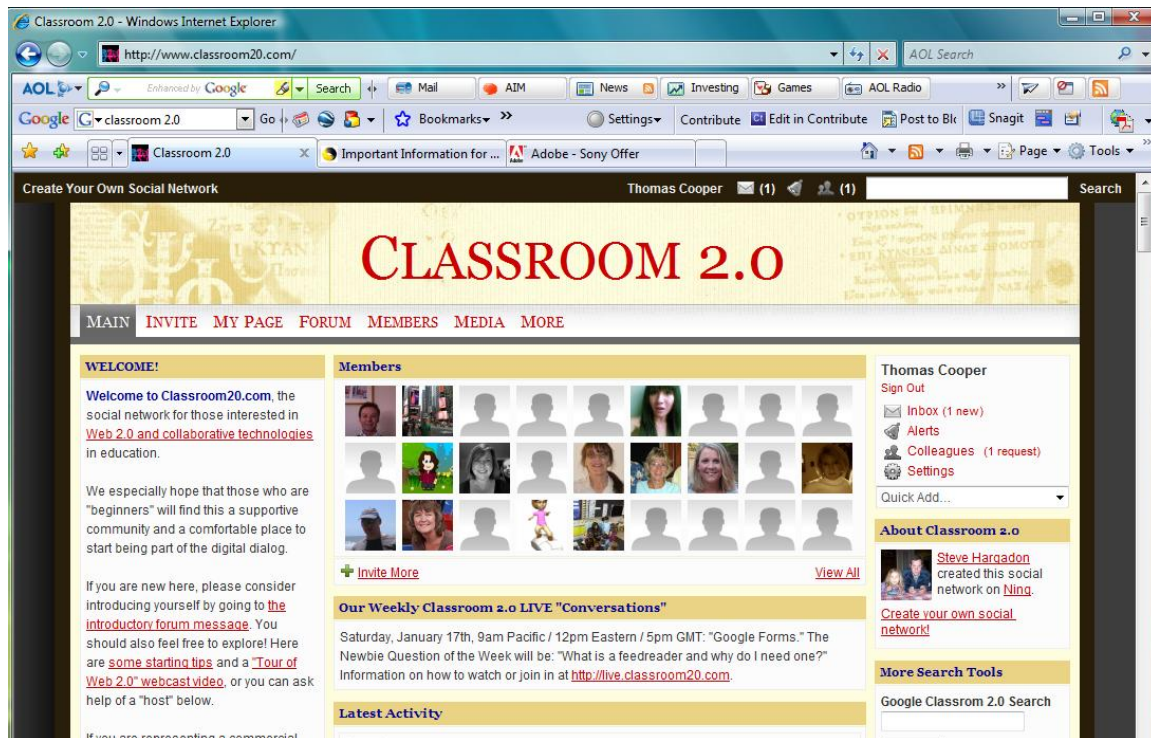 Classroom 2.0 - Windows Internet Explorer
http://www.classroom20.com/
AOL Search
AOL Enhanced by Google Search Mail AIM News Investing Games AOL Radio »
Google classroom 2.0 Go Bookmarks » Settings Contribute Edit in Contribute Post to Blo Snagit
Classroom 2.0 x Important Information for ... Adobe - Sony Offer Page Tools »
Create Your Own Social Network Thomas Cooper (1) (1) Search
CLASSROOM 2.0
MAIN INVITE MY PAGE FORUM MEMBERS MEDIA MORE
WELCOME!
Welcome to Classroom20.com, the
social network for those interested in
Web 2.0 and collaborative technologies
in education.
We especially hope that those who are
"beginners" will find this a supportive
community and a comfortable place to
start being part of the digital dialog.
If you are new here, please consider
introducing yourself by going to the
introductory forum message. You
should also feel free to explore! Here
are some starting tips and a "Tour of
Web 2.0" webcast video, or you can ask
help of a "host" below.
If you are representing a commercial
Members
Invite More View All
Our Weekly Classroom 2.0 LIVE "Conversations"
Saturday, January 17th, 9am Pacific / 12pm Eastern / 5pm GMT: "Google Forms." The
Newbie Question of the Week will be: "What is a feedreader and why do I need one?"
Information on how to watch or join in at http://live.classroom20.com.
Latest Activity
Thomas Cooper
Sign Out
Inbox (1 new)
Alerts
Colleagues (1 request)
Settings
Quick Add...
About Classroom 2.0
Steve Hargadon
created this social
network on Ning.
Create your own social
network!
More Search Tools
Google Classrom 2.0 Search